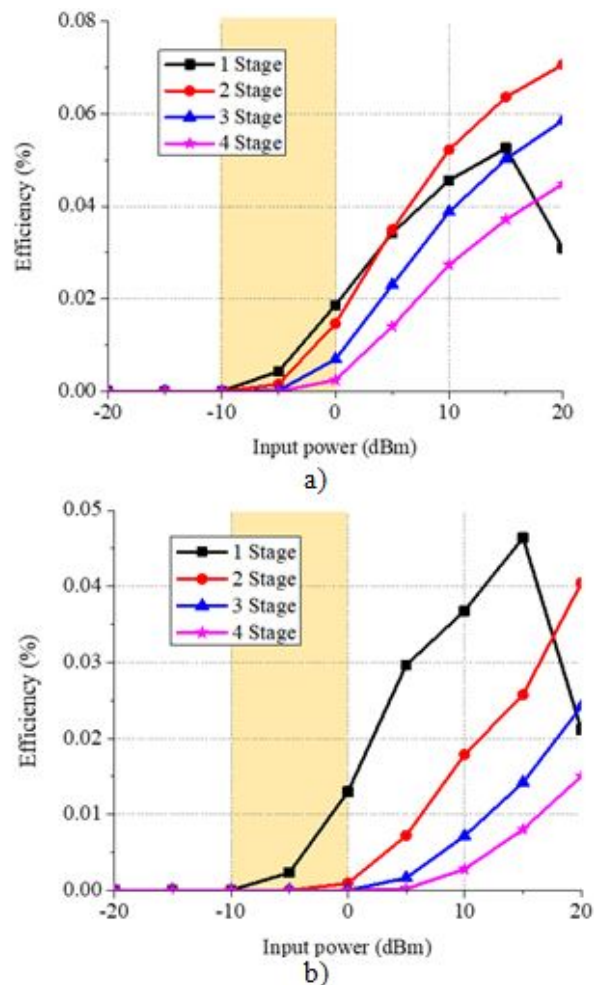 0.08
1 Stage
2 Stage
0.06
3 Stage
4 Stage
Efficiency (%)
0.04
0.02
0.00
-20 -10 0 10 20
Input power (dBm)
a)
0.05
1 Stage
2 Stage
0.04
3 Stage
4 Stage
Efficiency (%)
0.03
0.02
0.01
0.00
-20 -10 0 10 20
Input power (dBm)
b)